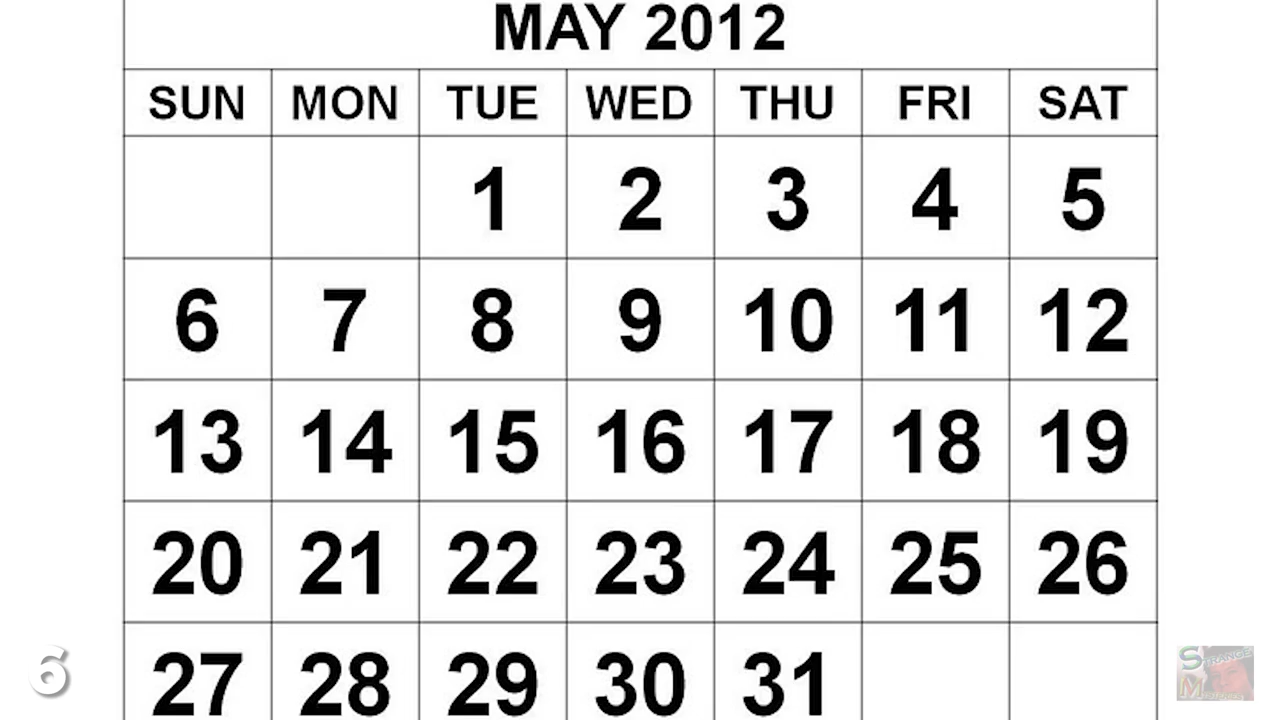 MAY 2012
SUN MON TUE WED THU FRI SAT
1 2 3 4 5
6 7 8 9 10 11 12
13 14 15 16 17 18 19
20 21 22 23 24 25 26
27 28 29 30 31
6
STRANGE